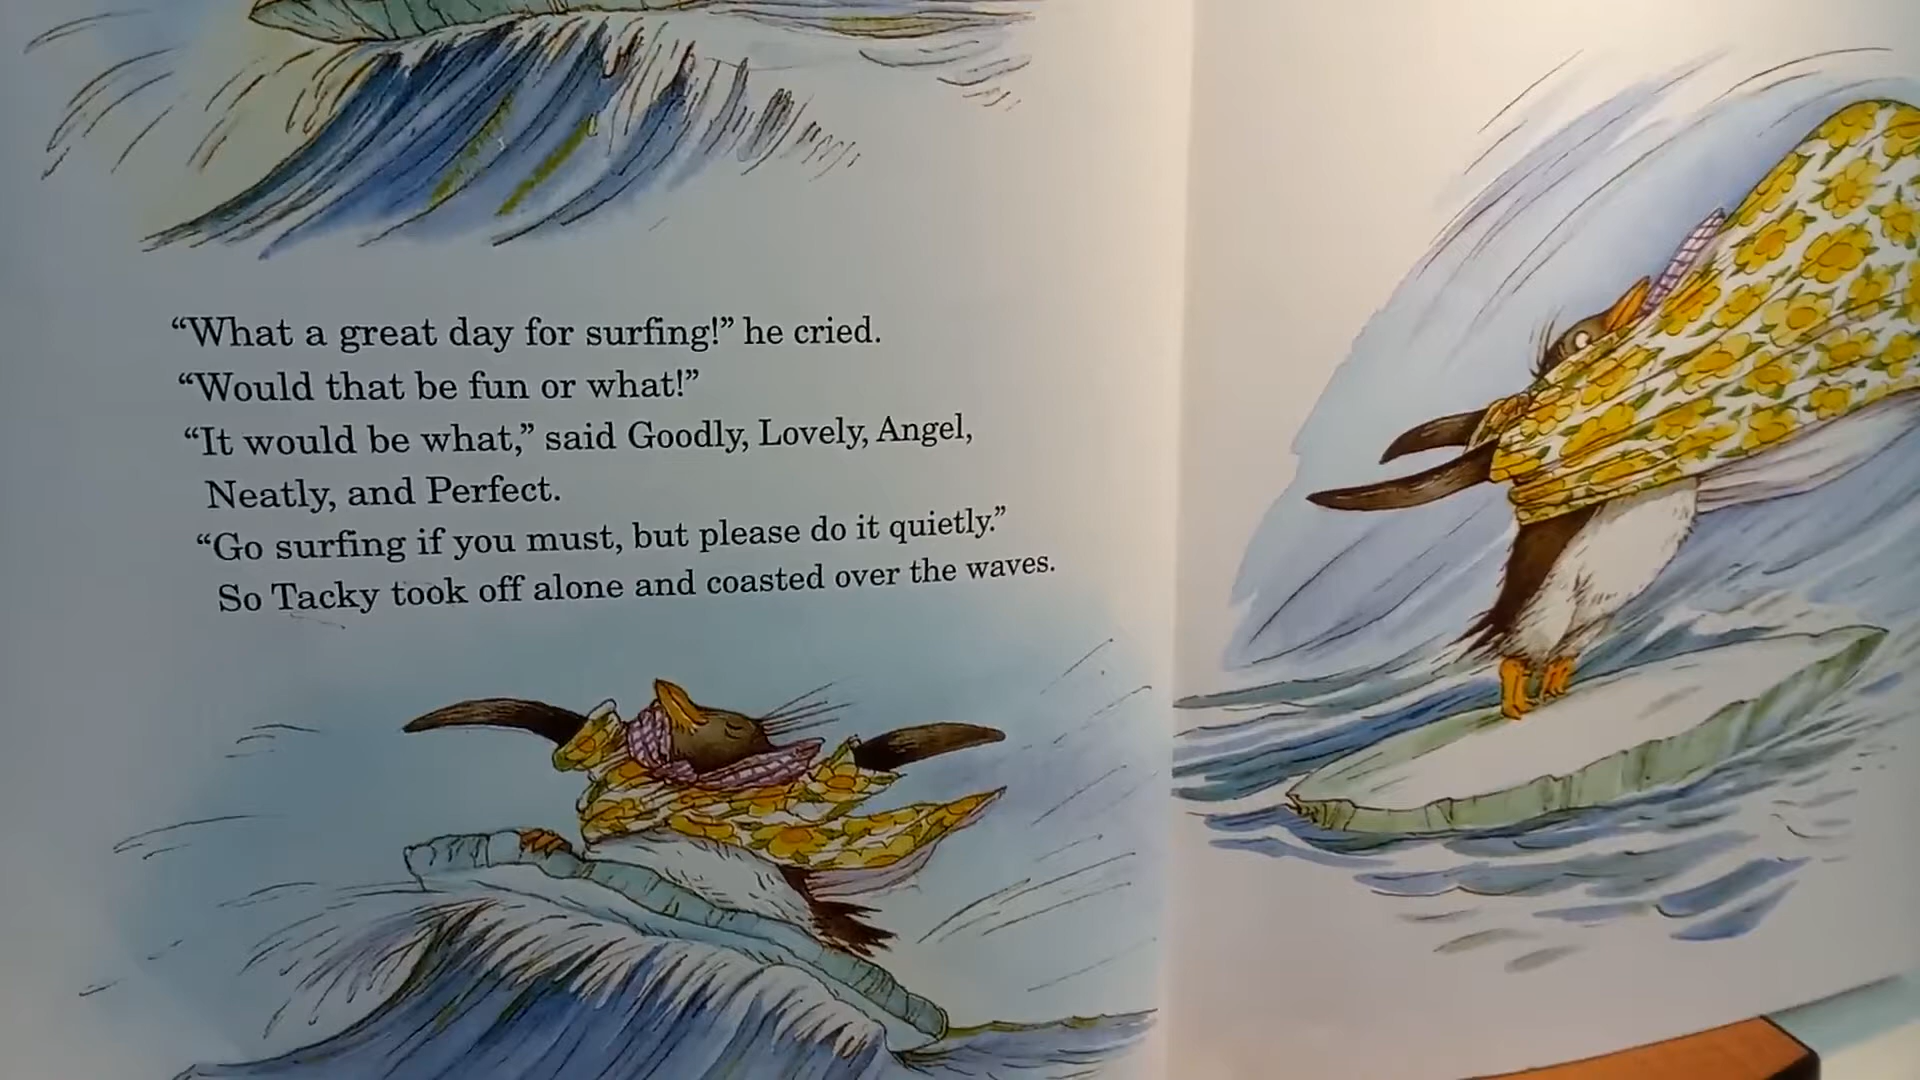 “What a great day for surfing!” he cried.
“Would that be fun or what!”
“It would be what,” said Goodly, Lovely, Angel,
Neatly, and Perfect.
“Go surfing if you must, but please do it quietly.”
So Tacky took off alone and coasted over the waves.